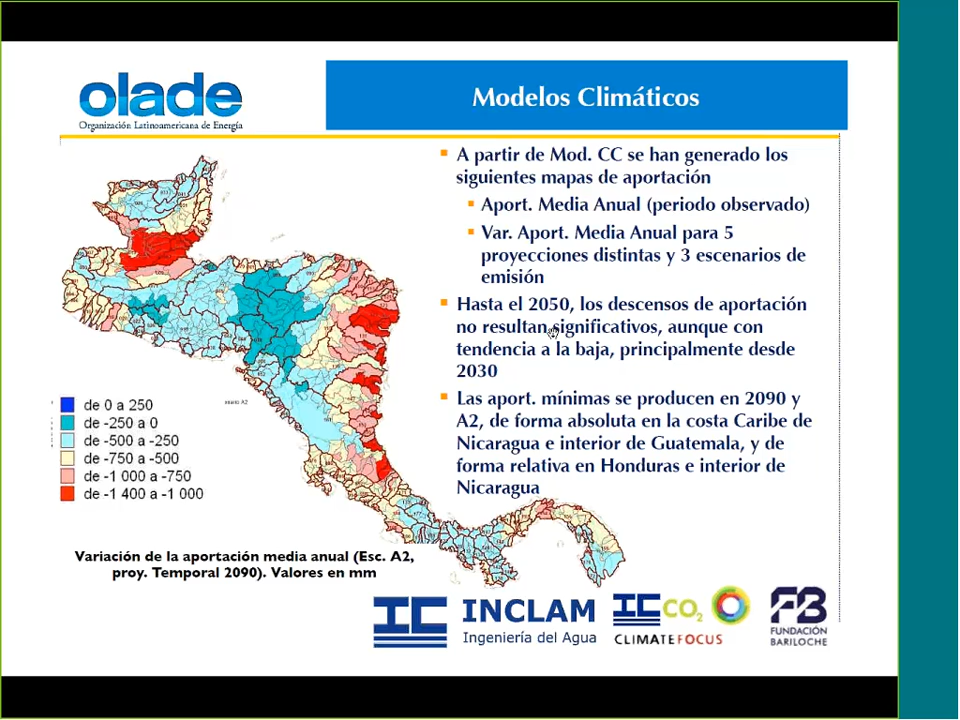 olade
Organización Latinoamericana de Energía
Modelos Climáticos
A partir de Mod. CC se han generado los
siguientes mapas de aportación
Aport. Media Anual (periodo observado)
Var. Aport. Media Anual para 5
proyecciones distintas y 3 escenarios de
emisión
Hasta el 2050, los descensos de aportación
no resultan significativos, aunque con
tendencia a la baja, principalmente desde
2030
Las aport. mínimas se producen en 2090 y
A2, de forma absoluta en la costa Caribe de
Nicaragua e interior de Guatemala, y de
forma relativa en Honduras e interior de
Nicaragua
de 0 a 250
de -250 a 0
de -500 a -250
de -750 a -500
de -1 000 a -750
de -1 400 a -1 000
Variación de la aportación media anual (Esc. A2,
proy. Temporal 2090). Valores en mm
IC INCLAM
Ingeniería del Agua
IC CO2
CLIMATEFOCUS
FB
FUNDACIÓN
BARILOCHE